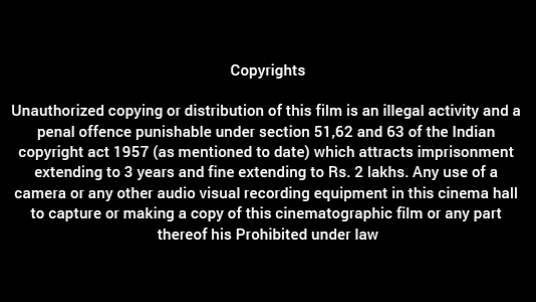 Copyrights
Unauthorized copying or distribution of this film is an illegal activity and a
penal offence punishable under section 51,62 and 63 of the Indian
copyright act 1957 (as mentioned to date) which attracts imprisonment
extending to 3 years and fine extending to Rs. 2 lakhs. Any use of a
camera or any other audio visual recording equipment in this cinema hall
to capture or making a copy of this cinematographic film or any part
thereof his Prohibited under law